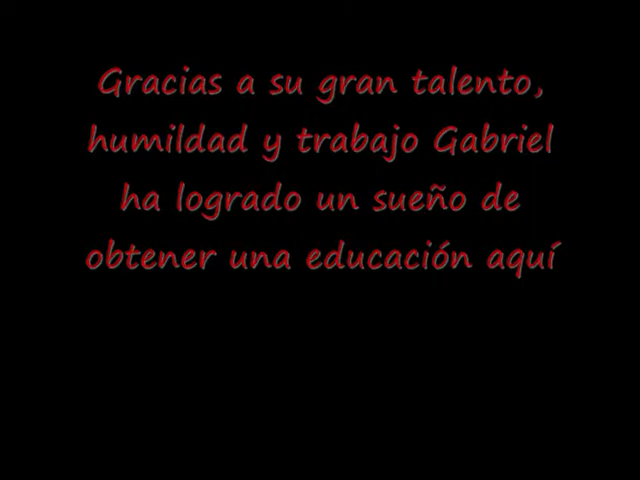 Gracias a su gran talento,
humildad y trabajo Gabriel
ha logrado un sueño de
obtener una educación aquí